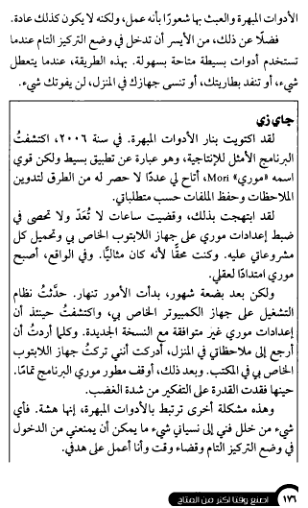 الأدوات المبهرة والعبث بها شعورًا بأنه عمل، ولكنه لا يكون كذلك عادة.
فضلًا عن ذلك، من الأيسر أن تدخل في وضع التركيز التام عندما
تستخدم أدوات بسيطة متاحة بسهولة. بهذه الطريقة، عندما يتعطل
شيء، أو تنفد بطاريتك، أو تنسى جهازك في المنزل، لن يفوتك شيء.
جاي زي
لقد اكتويت بنار الأدوات المبهرة. في سنة ٢٠٠٦، اكتشفتُ
البرنامج الأمثل للإنتاجية، وهو عبارة عن تطبيق بسيط ولكن قوي
اسمه «موري» Mori، أتاح لي عددًا لا حصر له من الطرق لتدوين
الملاحظات وحفظ الملفات حسب متطلباتي.
لقد ابتهجت بذلك، وقضيت ساعات لا تُعَدّ ولا تحصى في
ضبط إعدادات موري على جهاز اللابتوب الخاص بي وتحميل كل
مشروعاتي عليه. وكنت محقًّا لأنه كان مثاليًّا. وفي الواقع، أصبح
موري امتدادًا لعقلي.
ولكن بعد بضعة شهور، بدأت الأمور تنهار. حدَّثتُ نظام
التشغيل على جهاز الكمبيوتر الخاص بي، واكتشفتُ حينئذ أن
إعدادات موري غير متوافقة مع النسخة الجديدة. وكلما أردتُ أن
أرجع إلى ملاحظاتي في المنزل، أدركت أنني تركتُ جهاز اللابتوب
الخاص بي في المكتب. وبعد ذلك، أوقف مطور موري البرنامج تمامًا.
حينها فقدت القدرة على التفكير من شدة الغضب.
وهذه مشكلة أخرى ترتبط بالأدوات المبهرة، إنها هشة. فأي
شيء من خلل فني إلى نسياني شيء ما يمكن أن يمنعني من الدخول
في وضع التركيز التام وقضاء وقت وأنا أعمل على هدفي.
١٧٦ اصنع وقتًا أكثر من المتاح